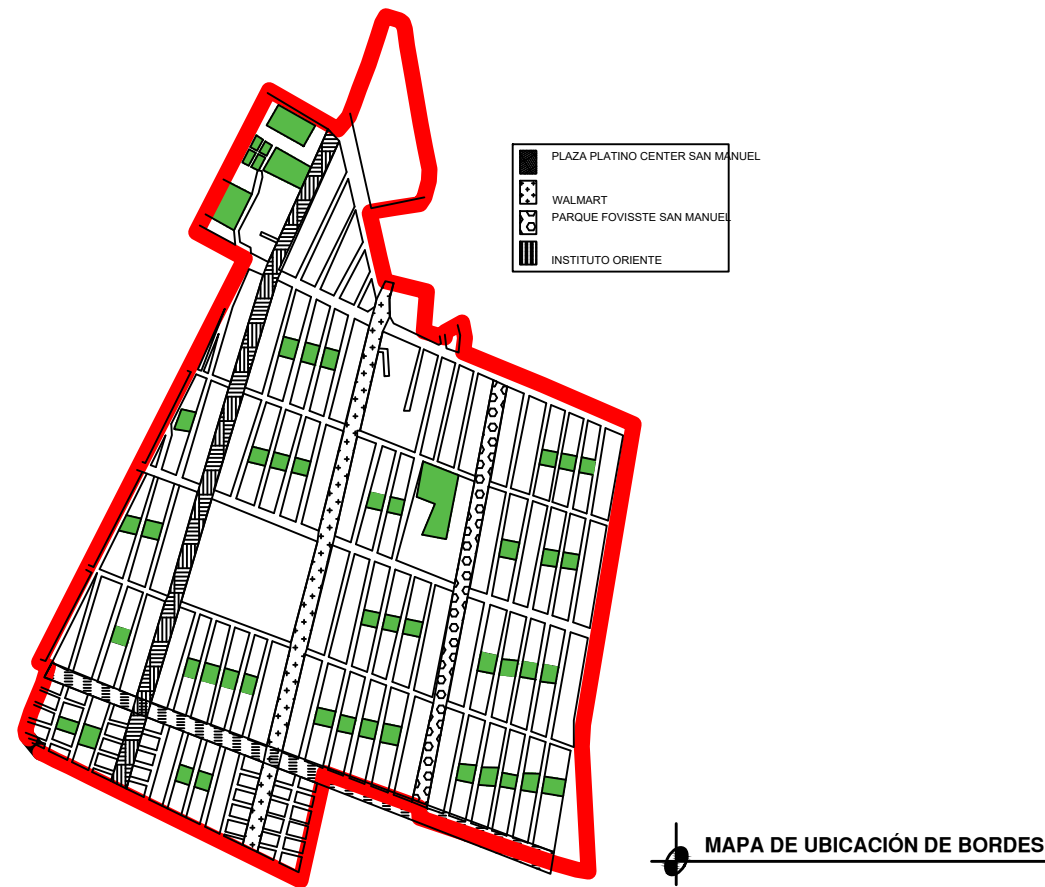 PLAZA PLATINO CENTER SAN MANUEL
WALMART
PARQUE FOVISSTE SAN MANUEL
INSTITUTO ORIENTE
MAPA DE UBICACIÓN DE BORDES